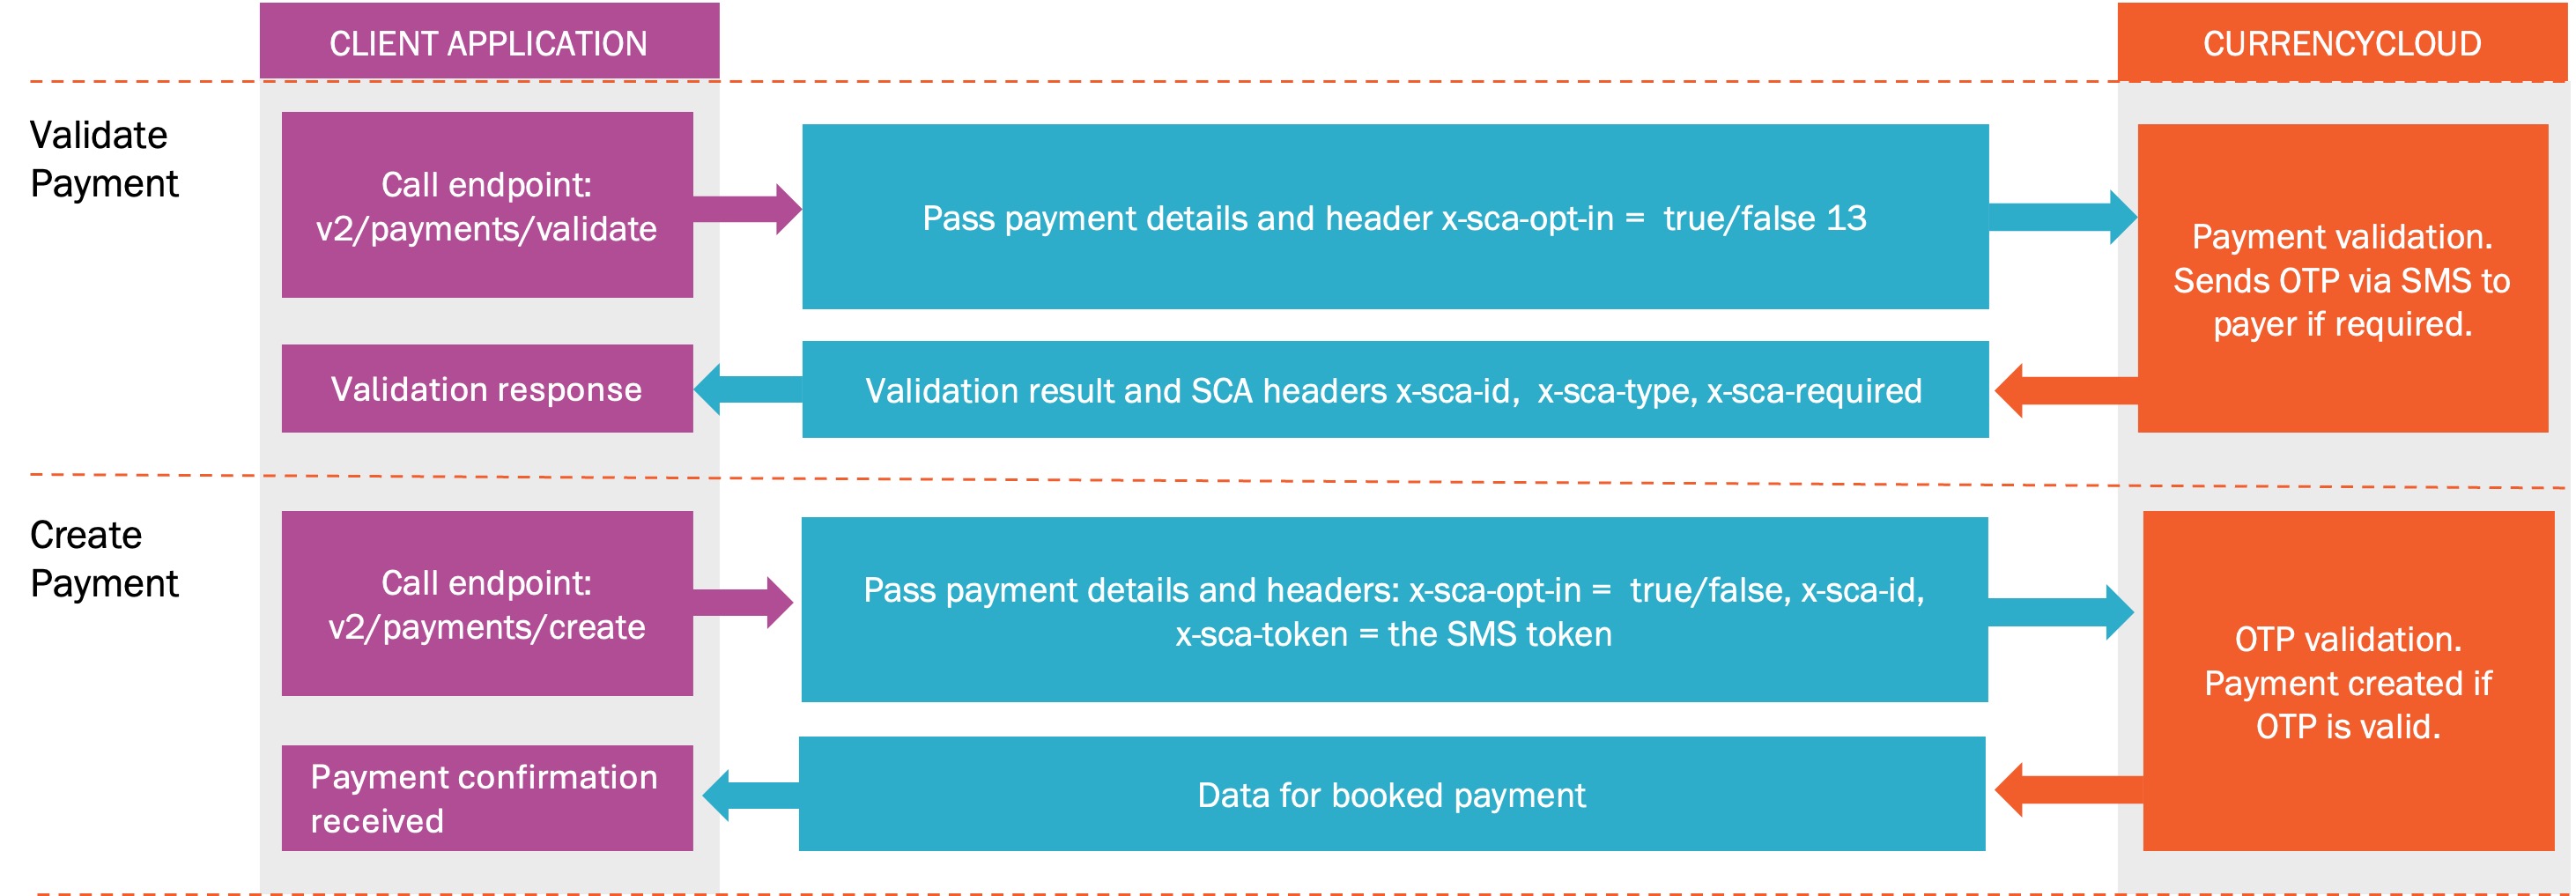 CLIENT APPLICATION
CURRENCYCLOUD
Validate
Payment
Call endpoint:
v2/payments/validate
Pass payment details and header x-sca-opt-in = true/false 13
Payment validation.
Sends OTP via SMS to
payer if required.
Validation response
Validation result and SCA headers x-sca-id, x-sca-type, x-sca-required
Create
Payment
Call endpoint:
v2/payments/create
Pass payment details and headers: x-sca-opt-in = true/false, x-sca-id,
x-sca-token = the SMS token
OTP validation.
Payment created if
OTP is valid.
Payment confirmation
received
Data for booked payment